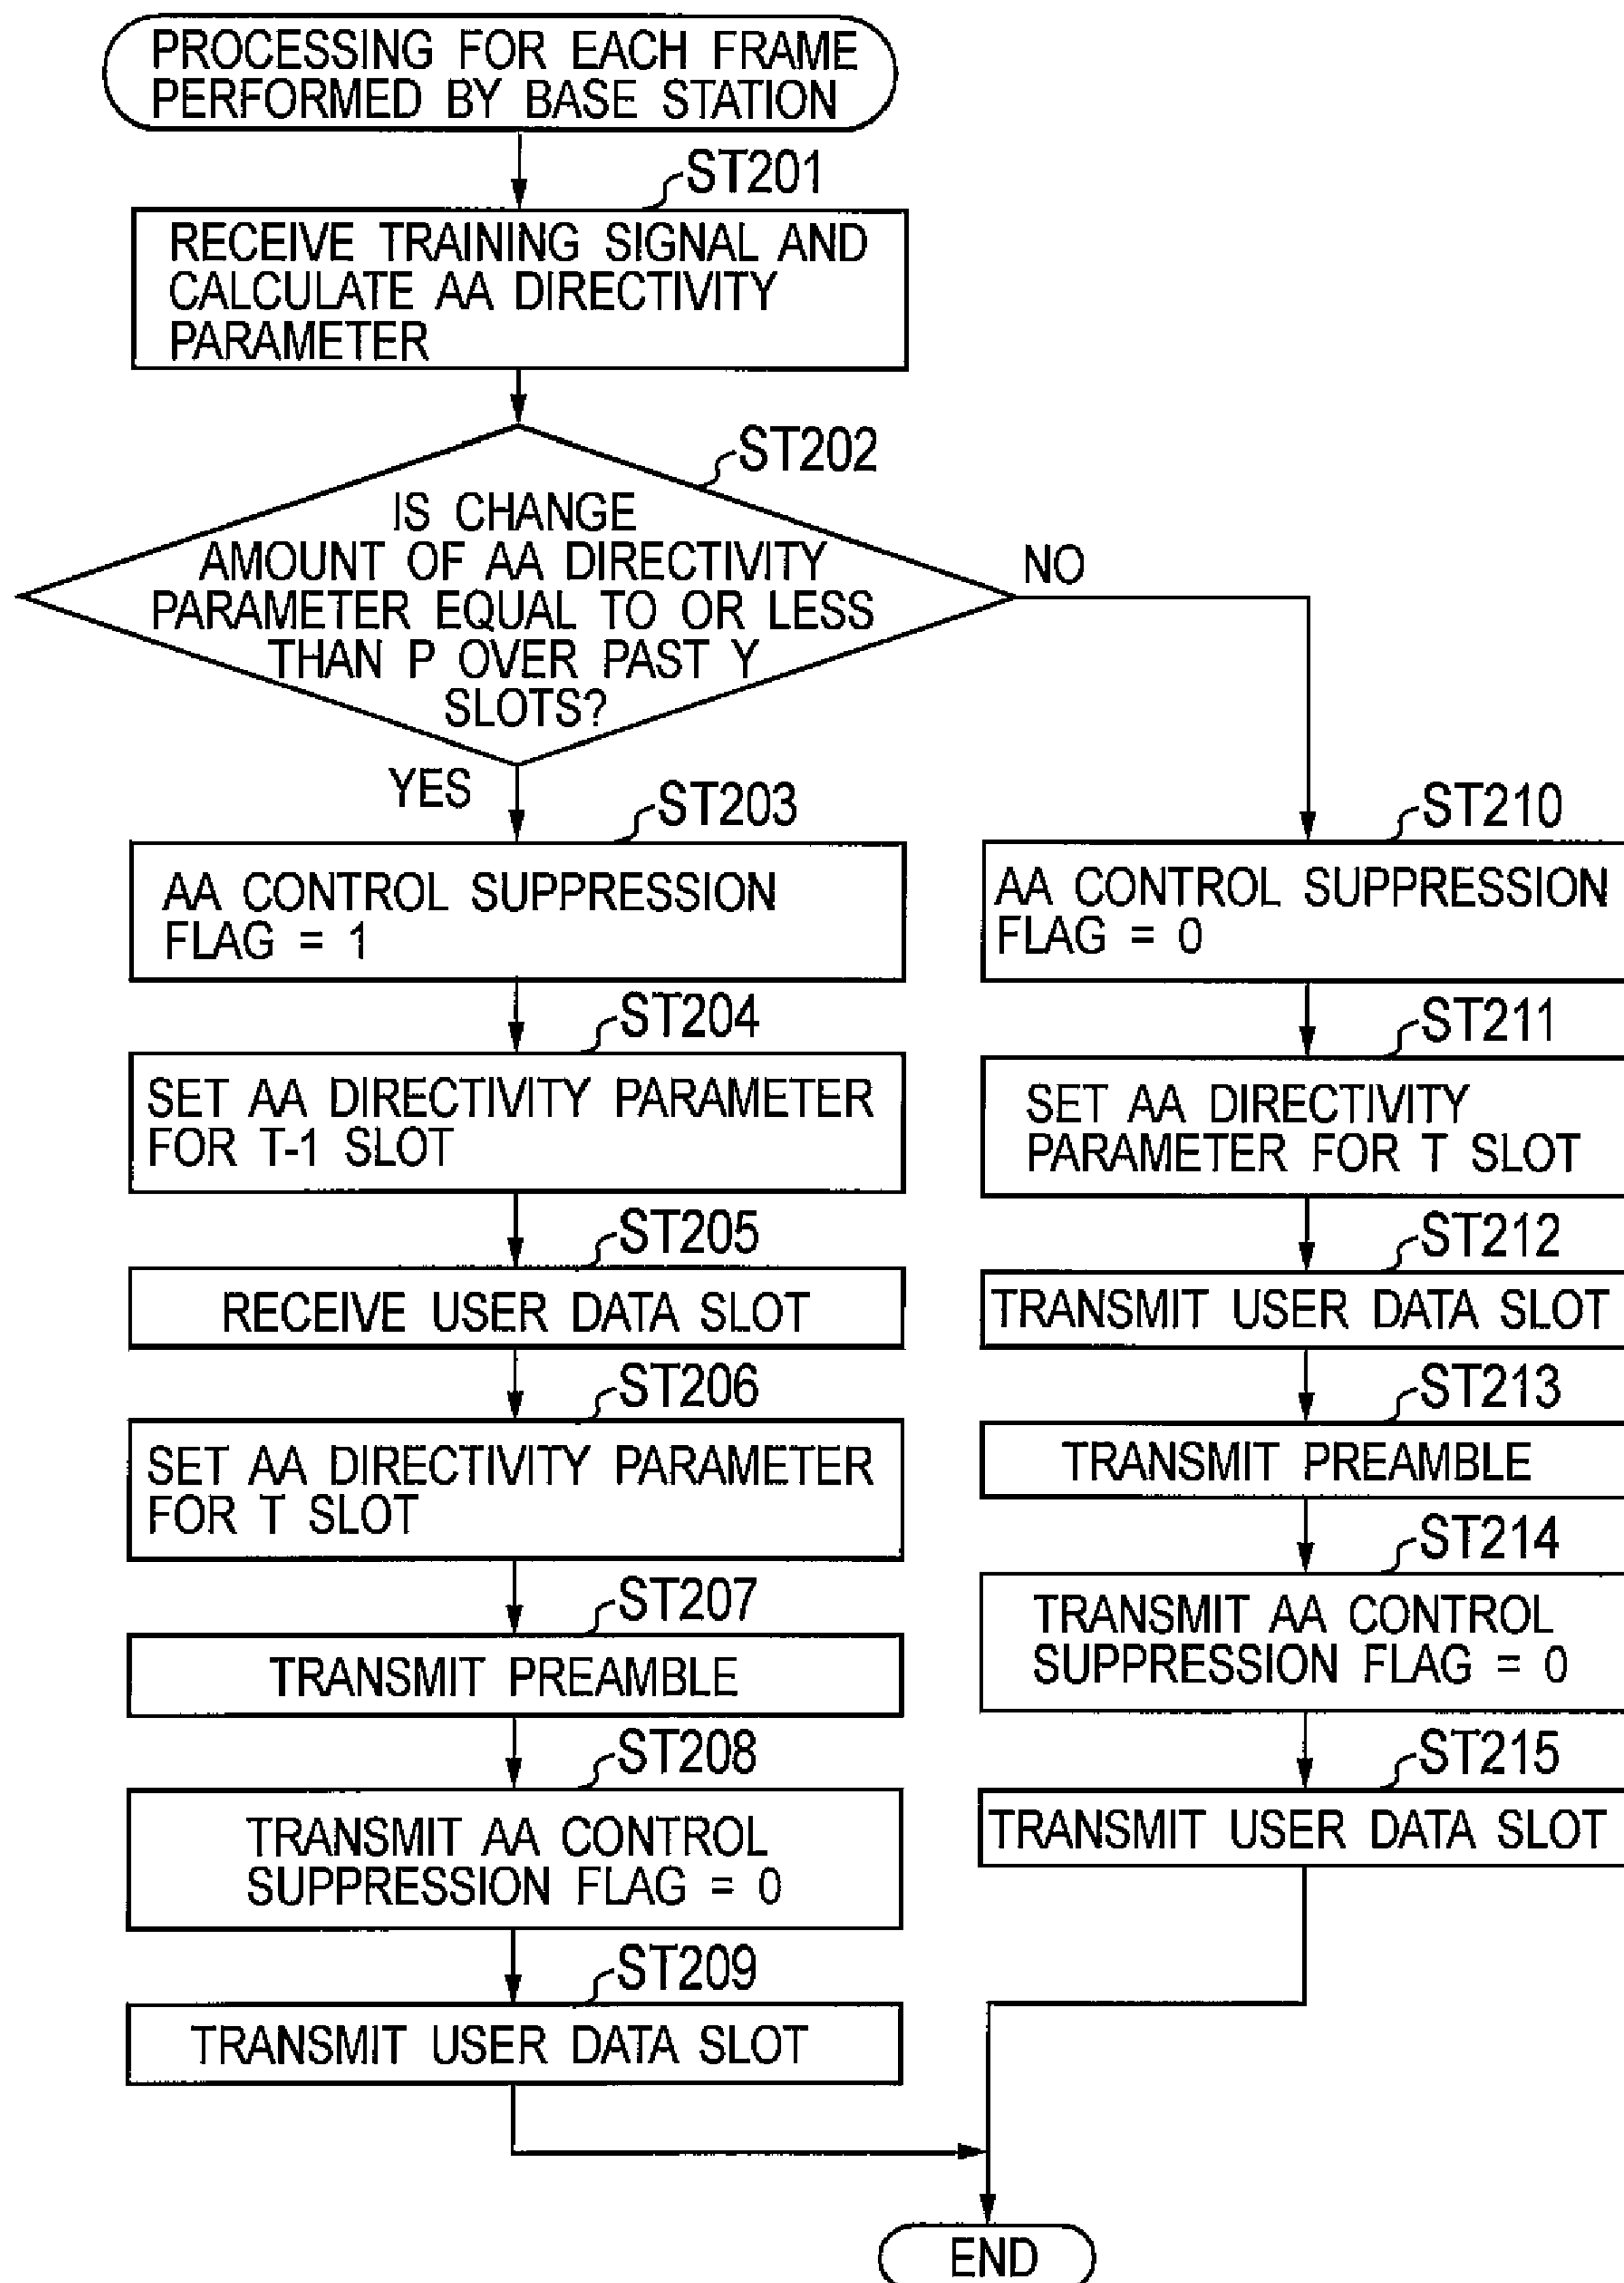 PROCESSING FOR EACH FRAME
PERFORMED BY BASE STATION
ST201
RECEIVE TRAINING SIGNAL AND
CALCULATE AA DIRECTIVITY
PARAMETER
ST202
IS CHANGE
AMOUNT OF AA DIRECTIVITY
PARAMETER EQUAL TO OR LESS
THAN P OVER PAST Y
SLOTS?
NO
YES
ST203
AA CONTROL SUPPRESSION
FLAG = 1
ST204
SET AA DIRECTIVITY PARAMETER
FOR T-1 SLOT
ST205
RECEIVE USER DATA SLOT
ST206
SET AA DIRECTIVITY PARAMETER
FOR T SLOT
ST207
TRANSMIT PREAMBLE
ST208
TRANSMIT AA CONTROL
SUPPRESSION FLAG = 0
ST209
TRANSMIT USER DATA SLOT
ST210
AA CONTROL SUPPRESSION
FLAG = 0
ST211
SET AA DIRECTIVITY
PARAMETER FOR T SLOT
ST212
TRANSMIT USER DATA SLOT
ST213
TRANSMIT PREAMBLE
ST214
TRANSMIT AA CONTROL
SUPPRESSION FLAG = 0
ST215
TRANSMIT USER DATA SLOT
END